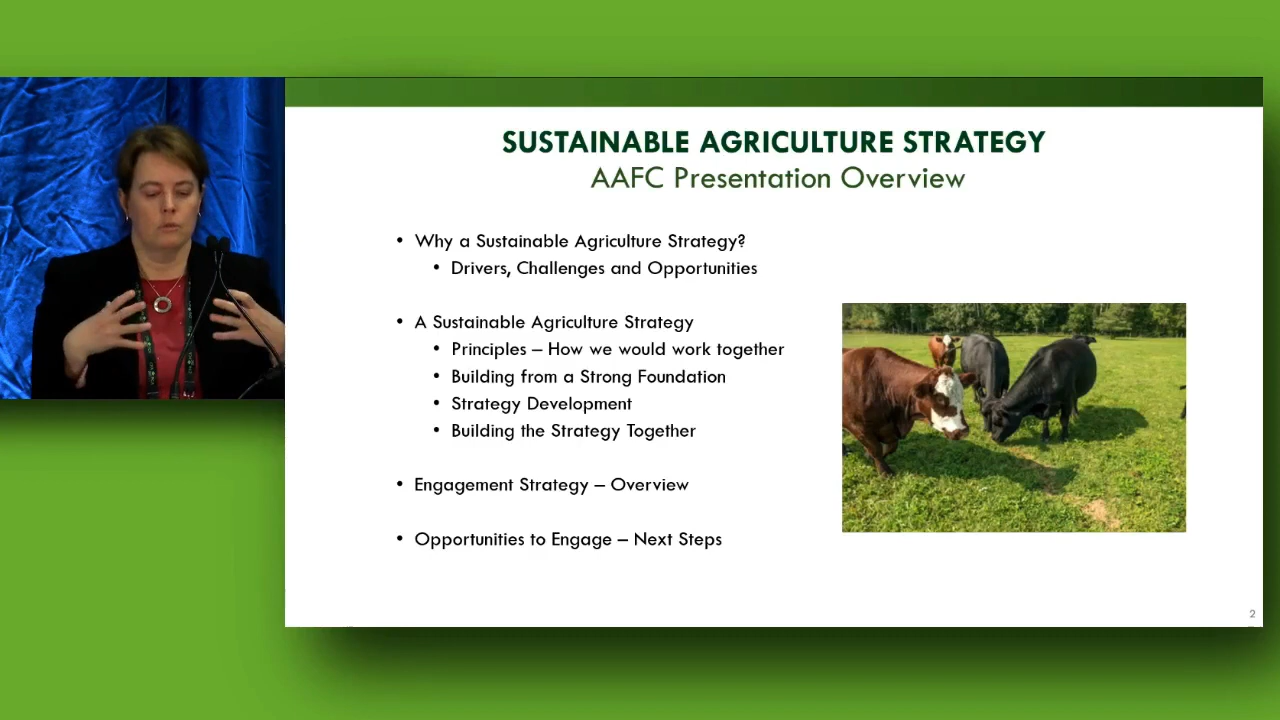 SUSTAINABLE AGRICULTURE STRATEGY
AAFC Presentation Overview
• Why a Sustainable Agriculture Strategy?
• Drivers, Challenges and Opportunities
• A Sustainable Agriculture Strategy
• Principles – How we would work together
• Building from a Strong Foundation
• Strategy Development
• Building the Strategy Together
• Engagement Strategy – Overview
• Opportunities to Engage – Next Steps
2